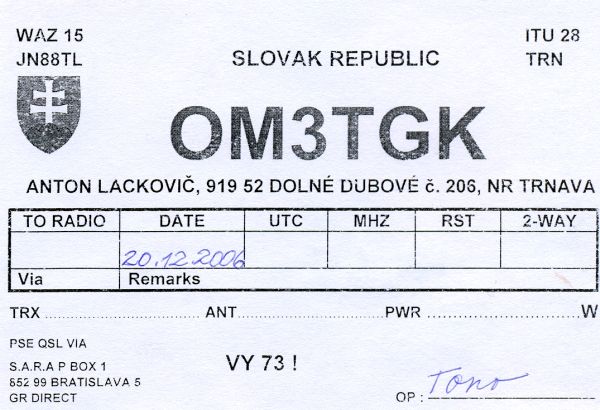 WAZ 15 ITU 28
JN88TL SLOVAK REPUBLIC TRN
OM3TGK
ANTON LACKOVIČ, 919 52 DOLNÉ DUBOVÉ č. 206, NR TRNAVA
TO RADIO DATE UTC MHZ RST 2-WAY
20.12.2006
Via Remarks
TRX ANT PWR W
PSE QSL VIA
S.A.R.A P BOX 1 VY 73 !
852 99 BRATISLAVA 5
GR DIRECT OP : Tono